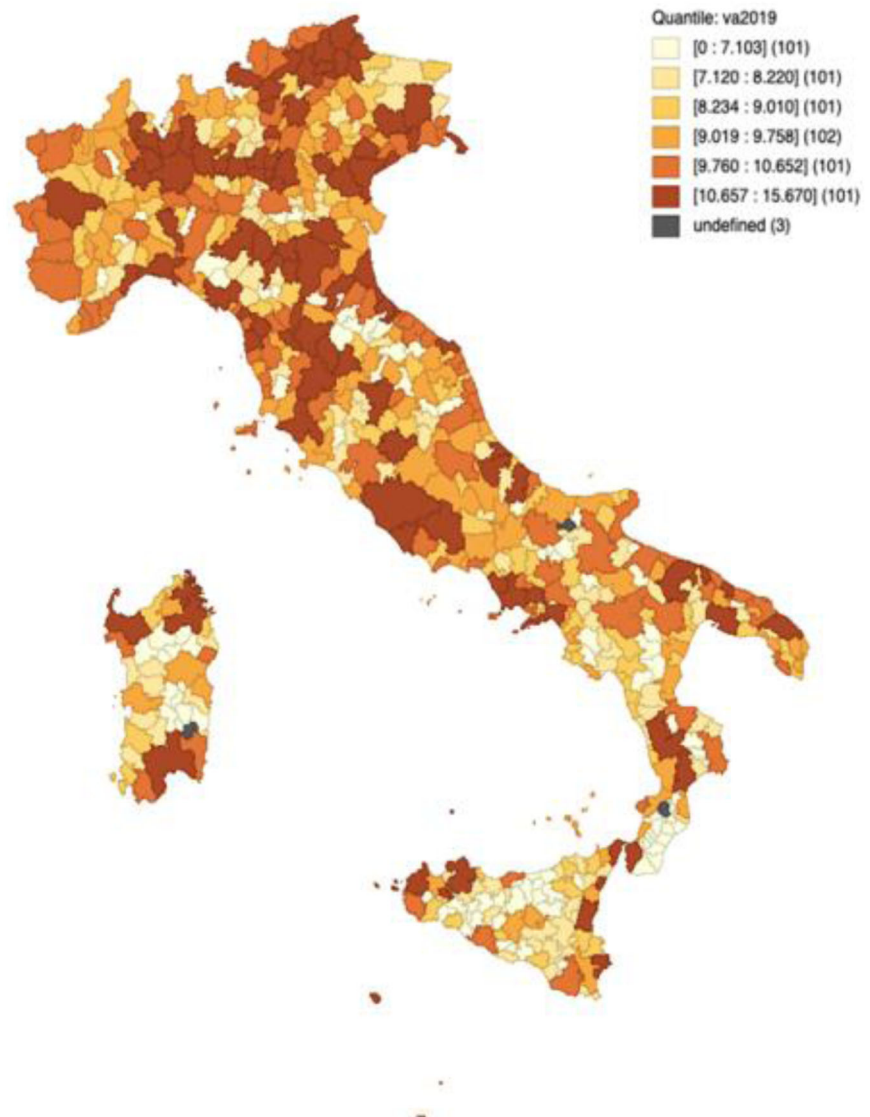 Quantile: va2019
[0 : 7.103] (101)
[7.120 : 8.220] (101)
[8.234 : 9.010] (101)
[9.019 : 9.758] (102)
[9.760 : 10.652] (101)
[10.657 : 15.670] (101)
undefined (3)